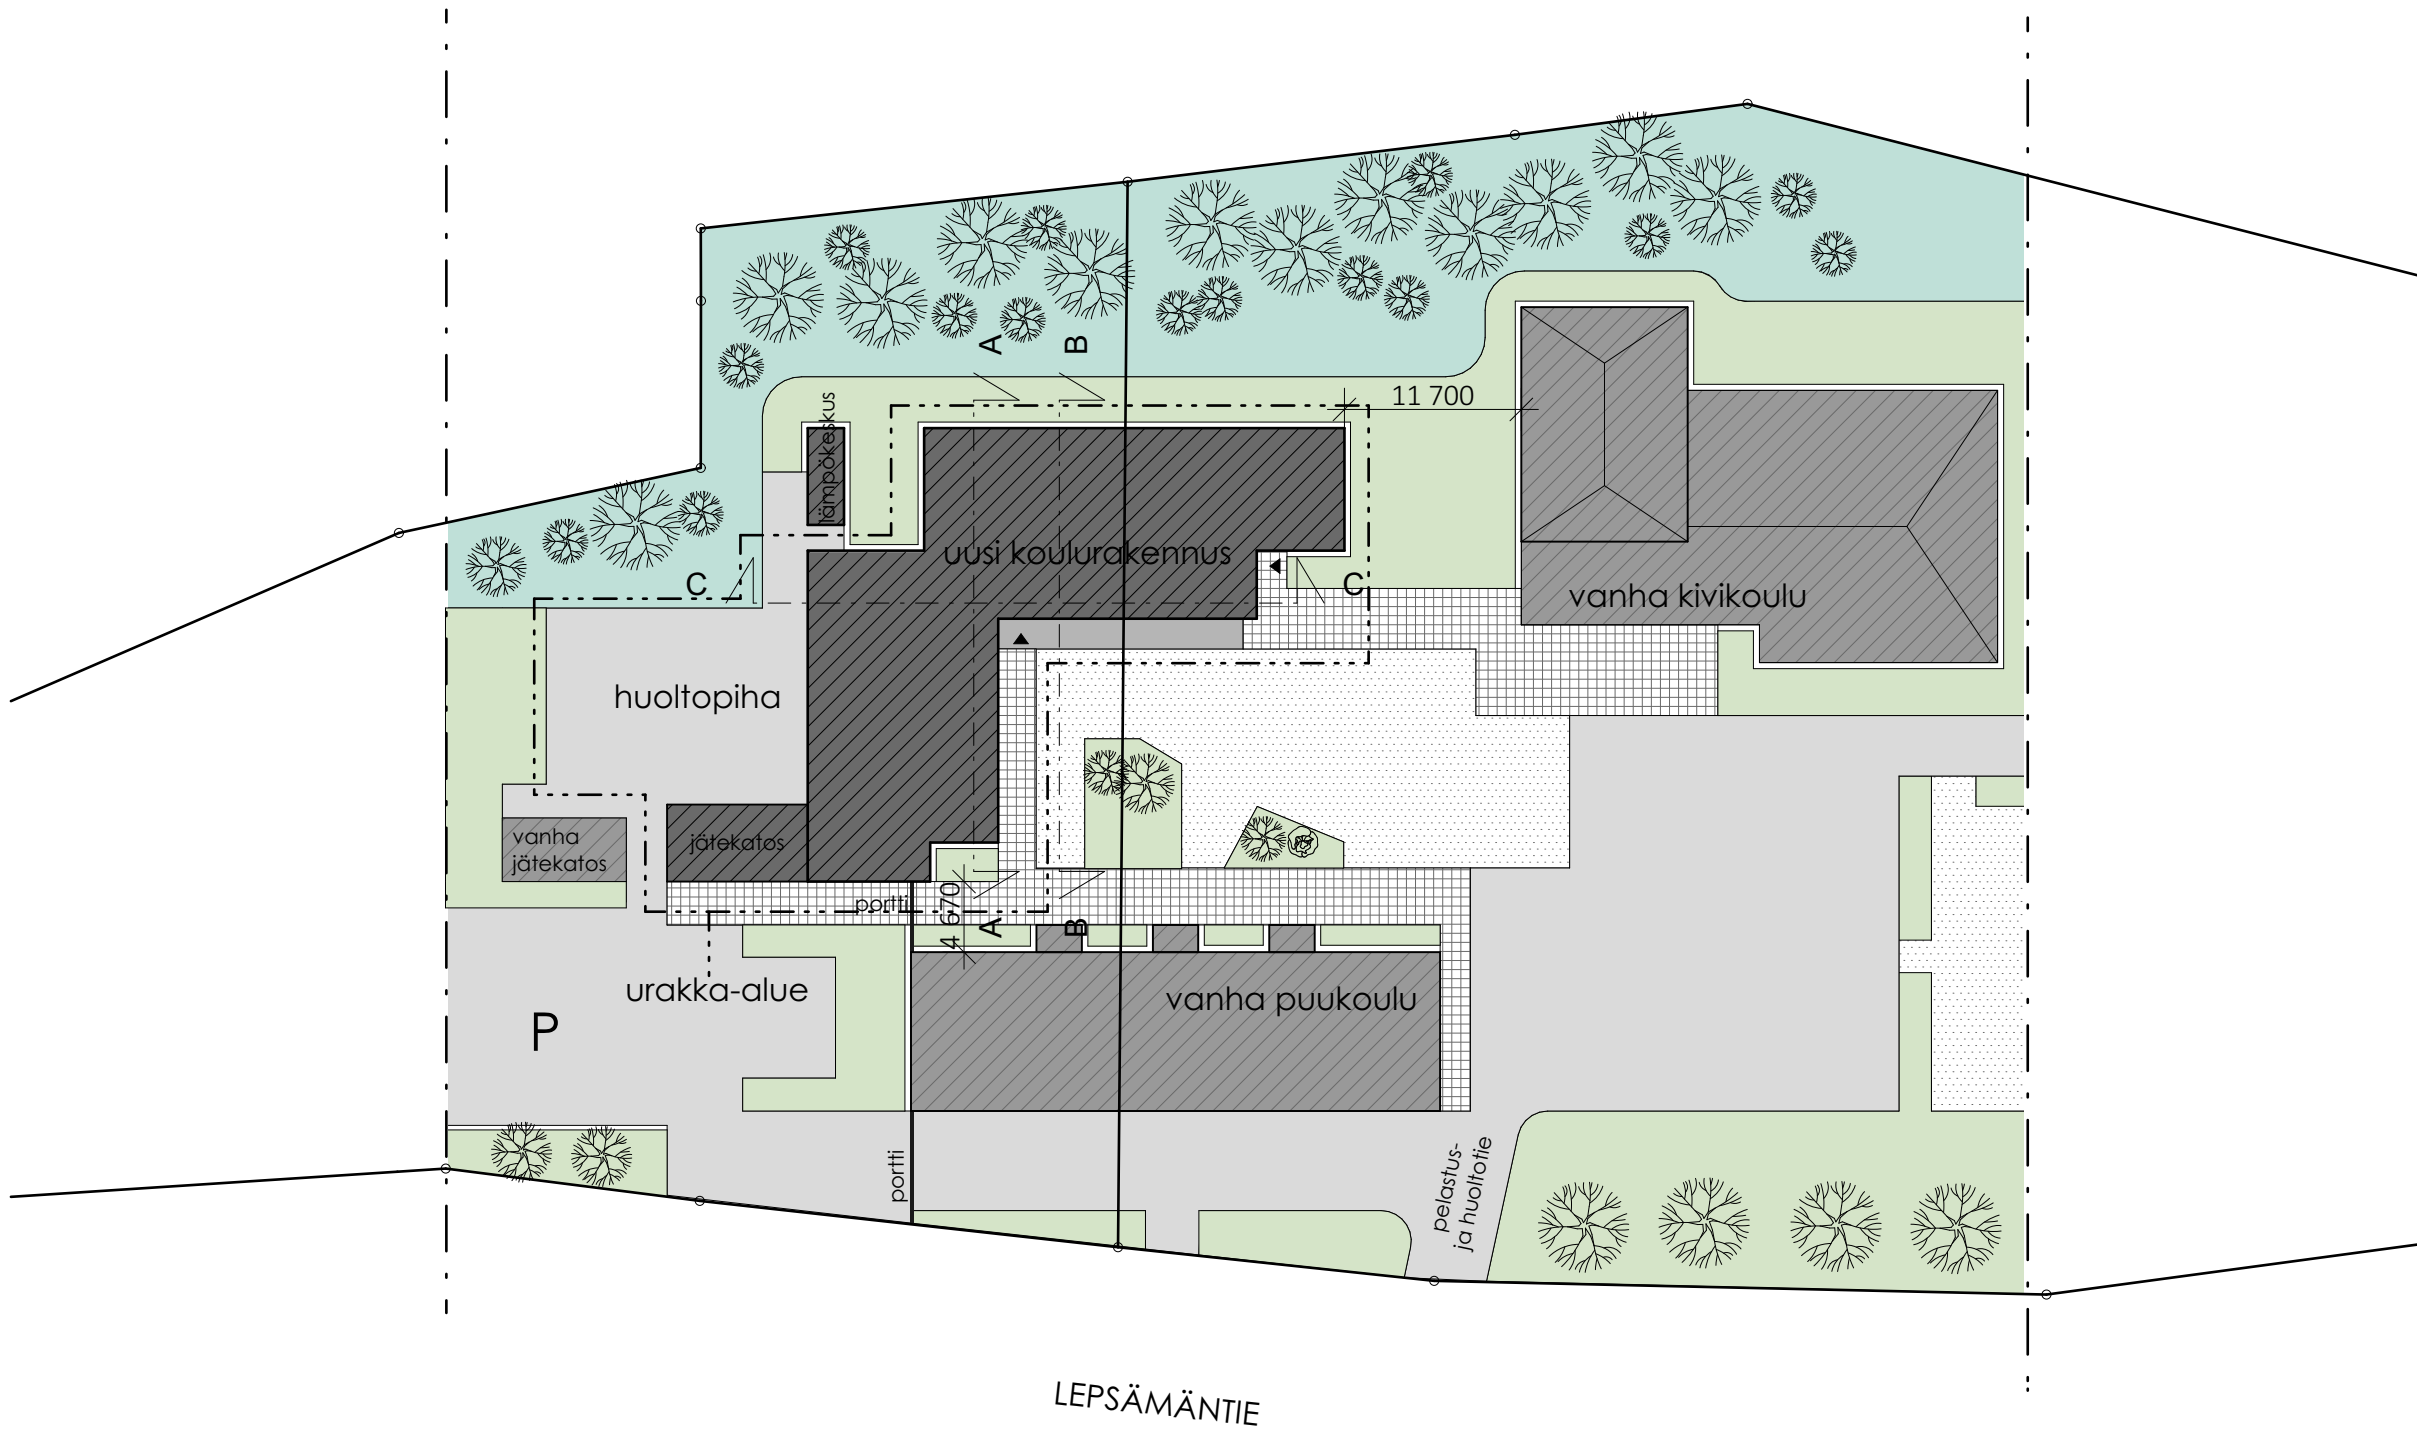 A
B
11 700
lämpökeskus
uusi koulurakennus
C
C
vanha kivikoulu
huoltopiha
vanha
jätekatos
jätekatos
portti
4 670
A
B
urakka-alue
vanha puukoulu
P
portti
pelastus-
ja huoltotie
LEPSÄMÄNTIE